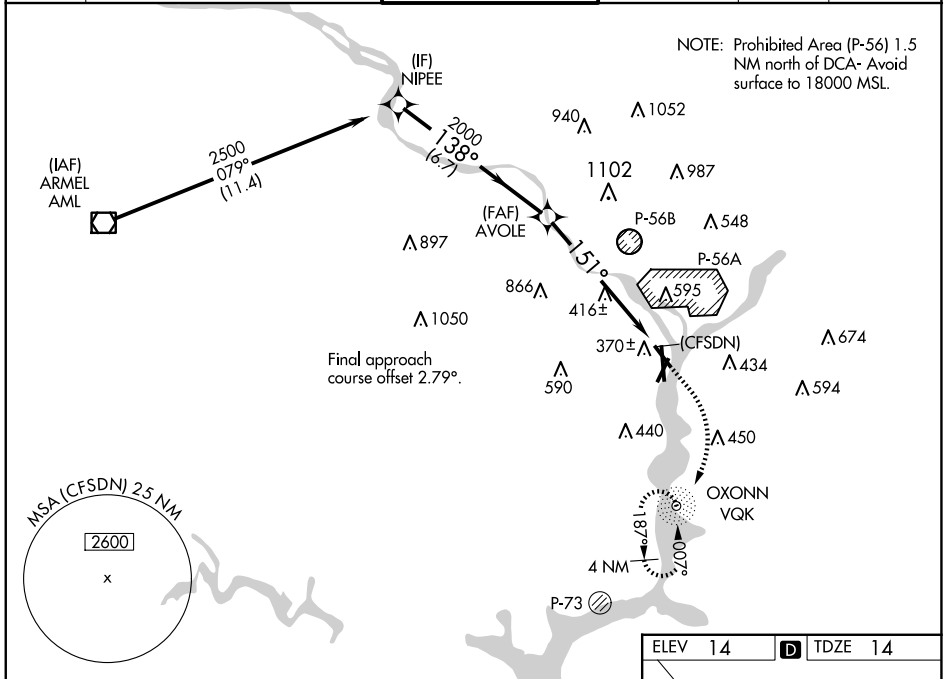 NOTE: Prohibited Area (P-56) 1.5
NM north of DCA- Avoid
surface to 18000 MSL.
(IF)
NIPEE
940
1052
2500
079°
(11.4)
2000
138°
(6.7)
(IAF)
ARMEL
AML
1102
987
(FAF)
AVOLE
P-56B
548
897
151°
P-56A
866
416±
595
1050
370±
(CFSDN)
674
Final approach
course offset 2.79°.
590
434
594
440
450
MSA (CFSDN) 25 NM
2600
x
OXONN
VQK
187°
007°
4 NM
P-73
ELEV 14 D TDZE 14